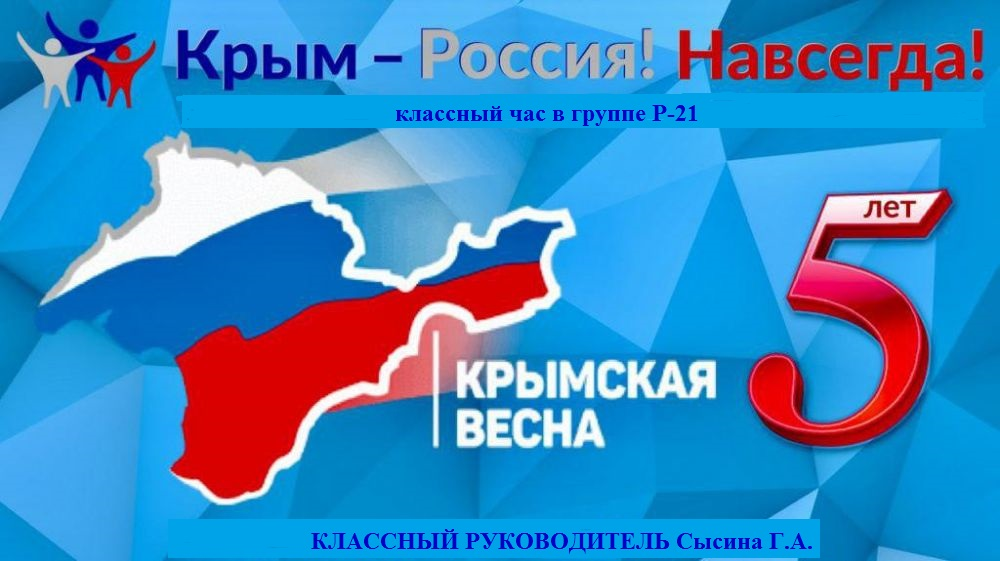 Крым – Россия! Навсегда!
классный час в группе Р-21
5
лет
КРЫМСКАЯ
ВЕСНА
КЛАССНЫЙ РУКОВОДИТЕЛЬ Сысина Г.А.